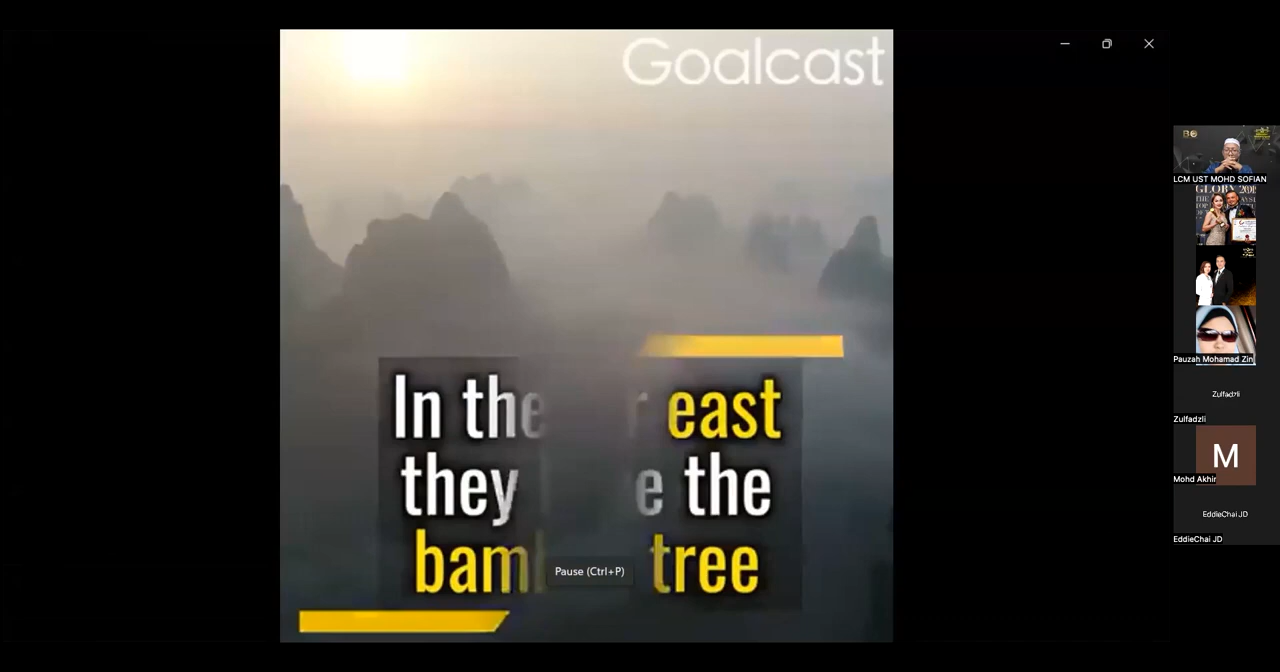 Goalcast
In the east
they the
tree
Pause (Ctrl+P)
LCM UST MOHD SOFIAN
Pauzah Mohamad Zin
Zulfadzli
Zulfadzli
M
Mohd Akhir
EddieChai JD
EddieChai JD